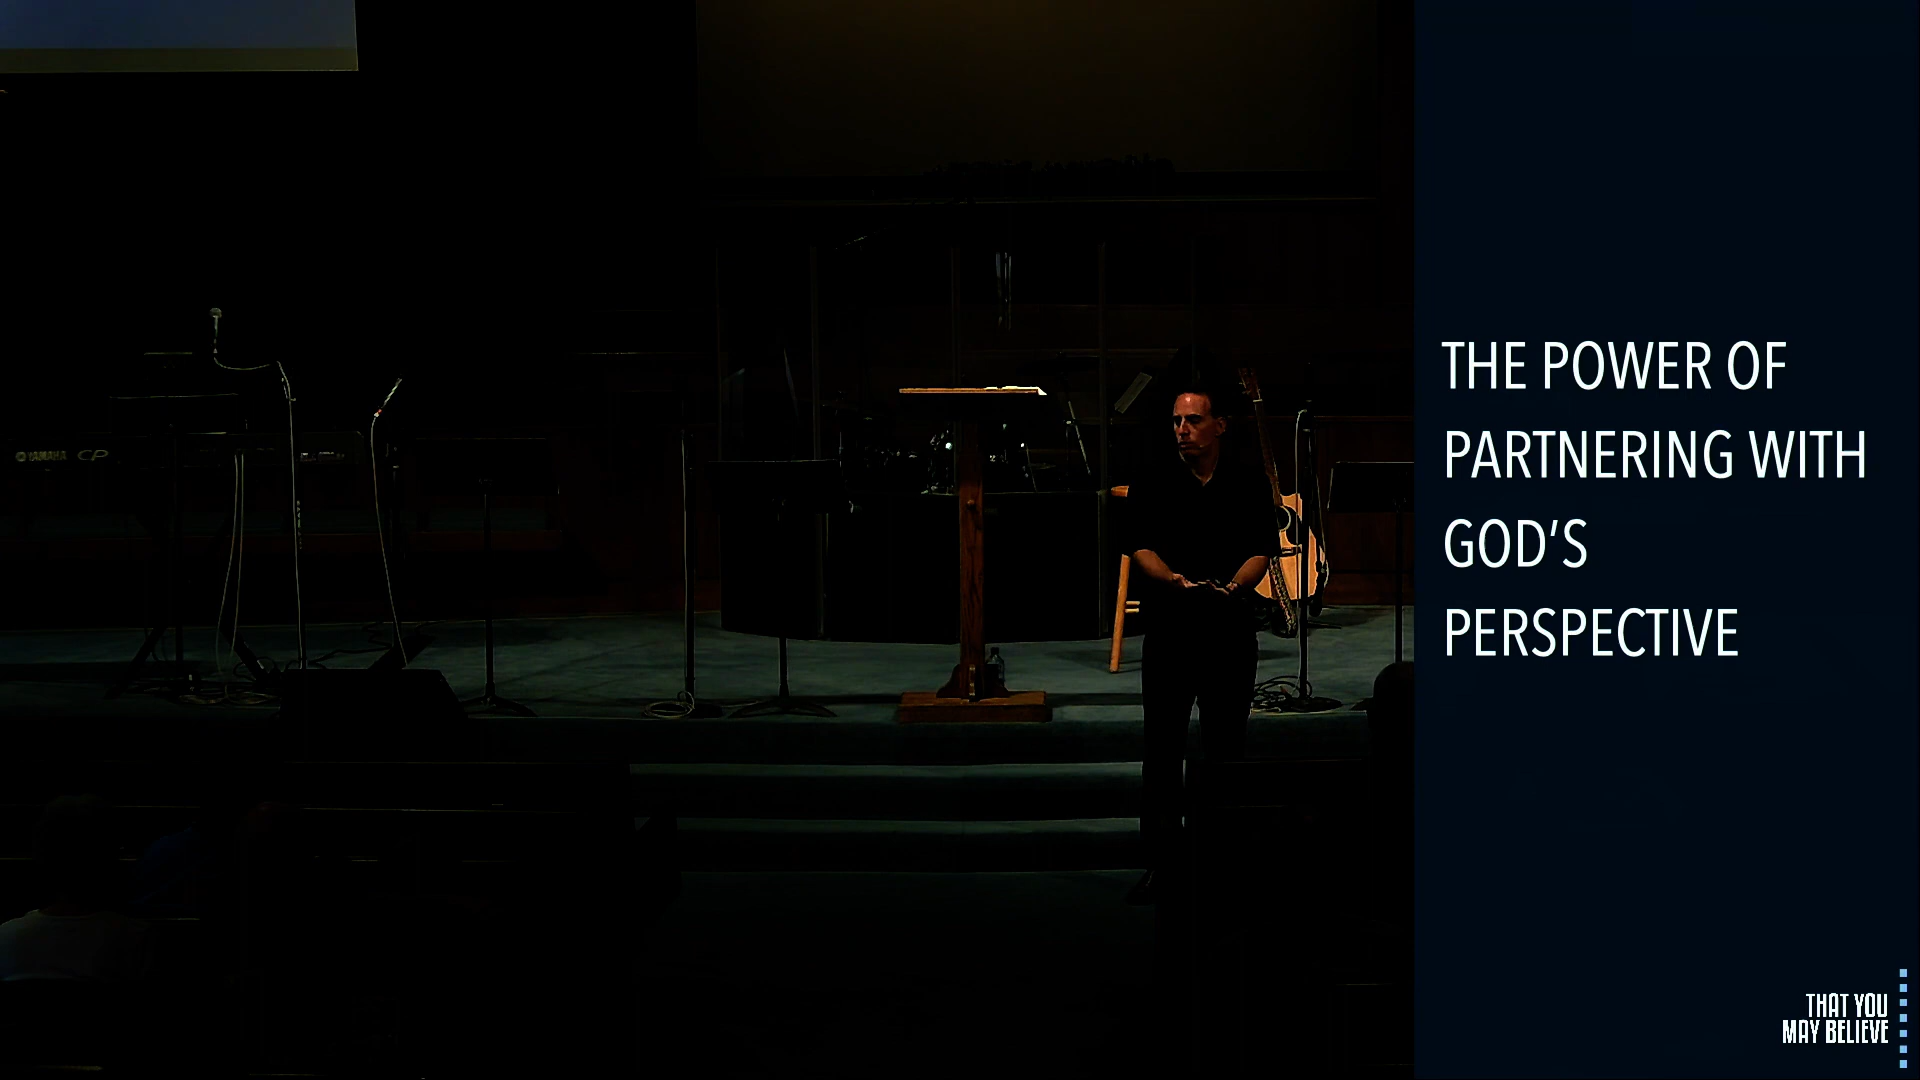 YAMAHA CP
THE POWER OF
PARTNERING WITH
GOD'S
PERSPECTIVE
THAT YOU
MAY BELIEVE